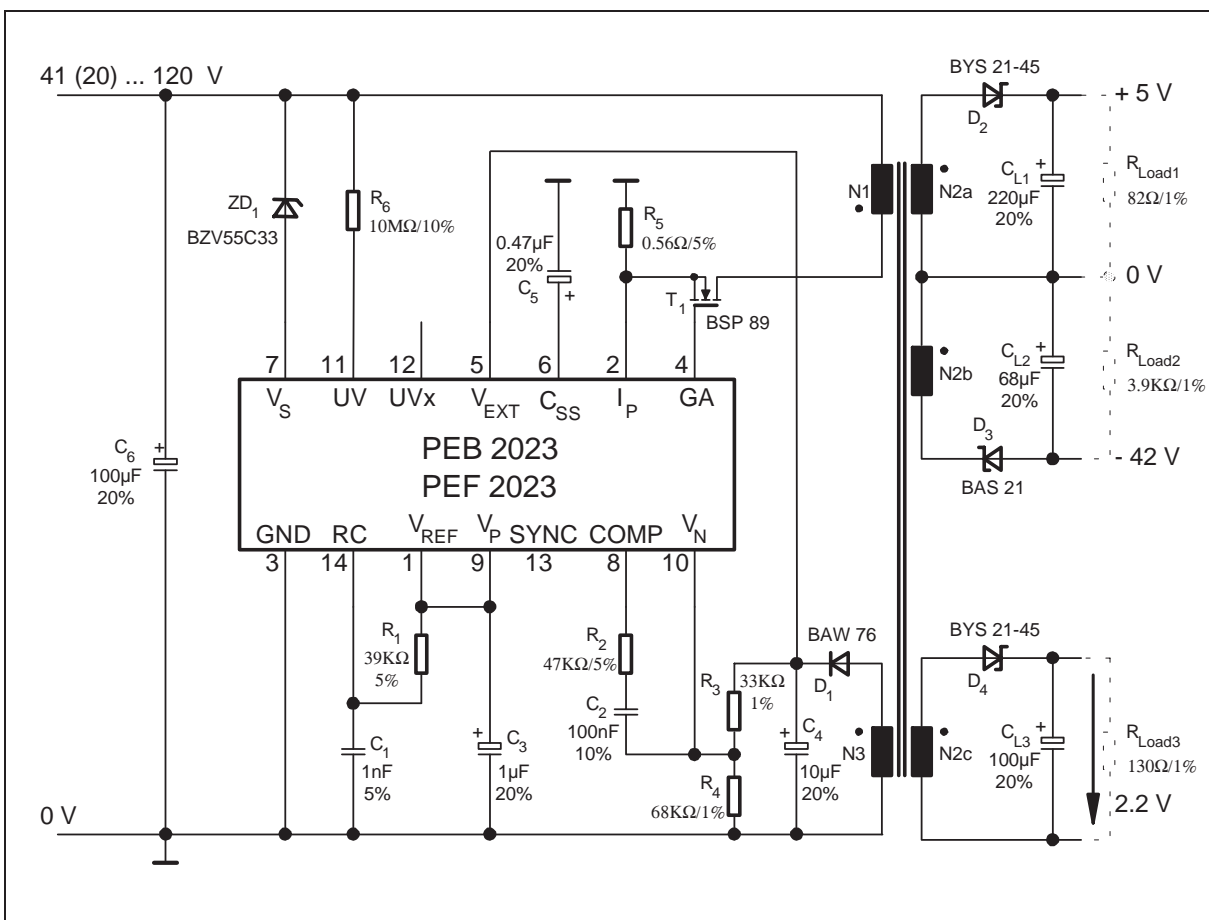 41 (20) ... 120 V
BYS 21-45
D2
+ 5 V
CL1
220µF
20%
+
RLoad1
82Ω/1%
ZD1
BZV55C33
R6
10MΩ/10%
0.47µF
20%
C5
+
R5
0.56Ω/5%
T1
BSP 89
N1
N2a
0 V
N2b
CL2
68µF
20%
+
RLoad2
3.9KΩ/1%
D3
BAS 21
- 42 V
7
11
12
5
6
2
4
VS
UV
UVx
VEXT
CSS
IP
GA
PEB 2023
PEF 2023
C6
100µF
20%
+
GND
RC
VREF
VP
SYNC
COMP
VN
3
14
1
9
13
8
10
R1
39KΩ
5%
R2
47KΩ/5%
C2
100nF
10%
R3
33KΩ
1%
BAW 76
D1
BYS 21-45
D4
C1
1nF
5%
+
C3
1µF
20%
R4
68KΩ/1%
+
C4
10µF
20%
N3
N2c
CL3
100µF
20%
+
RLoad3
130Ω/1%
2.2 V
0 V